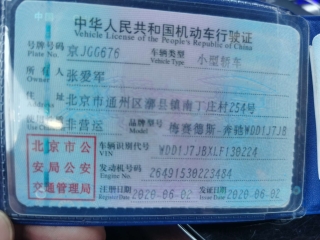 中华人民共和国机动车行驶证
Vehicle License of the People's Republic of China
号牌号码 京JGG676 车辆类型 小型轿车
Plate No. Vehicle Type
所有人 张爱军
住址 北京市通州区漷县镇南丁庄村254号
使用性质 非营运 品牌型号 梅赛德斯-奔驰WDD1J7JB
北京市公安局公安交通管理局
车辆识别代号 WDD1J7JBXLF130224
VIN
发动机号码 26491530223484
Engine No.
注册日期 2020-06-02 发证日期 2020-06-02
Register Date Issue Date